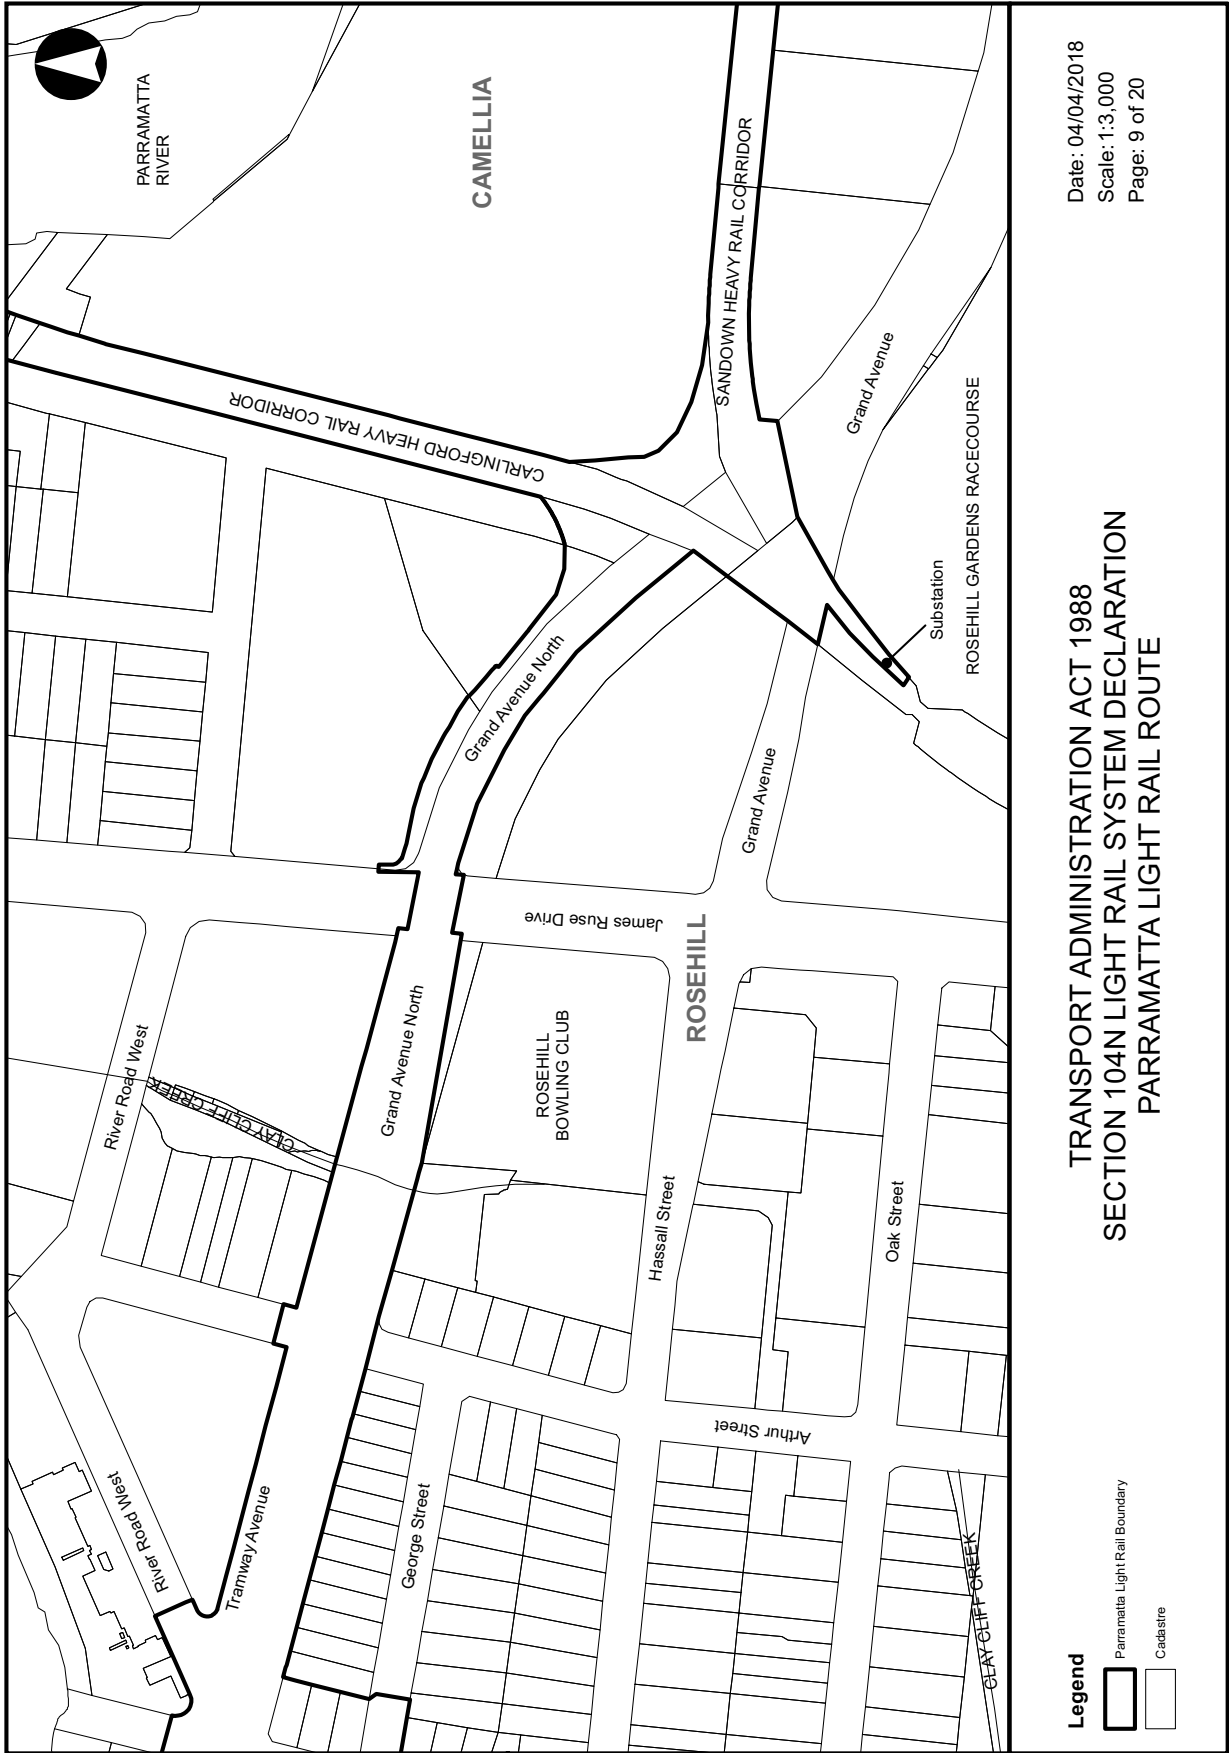 PARRAMATTA
RIVER
CAMELLIA
CARLINGFORD HEAVY RAIL CORRIDOR
SANDOWN HEAVY RAIL CORRIDOR
Grand Avenue
ROSEHILL GARDENS RACECOURSE
Substation
Grand Avenue North
Grand Avenue
James Ruse Drive
ROSEHILL
River Road West
CLAY CLIFF CREEK
Grand Avenue North
ROSEHILL
BOWLING CLUB
Hassall Street
Oak Street
Arthur Street
River Road West
Tramway Avenue
George Street
CLAY CLIFF CREEK
TRANSPORT ADMINISTRATION ACT 1988
SECTION 104N LIGHT RAIL SYSTEM DECLARATION
PARRAMATTA LIGHT RAIL ROUTE
Date: 04/04/2018
Scale: 1:3,000
Page: 9 of 20
Legend
Parramatta Light Rail Boundary
Cadastre